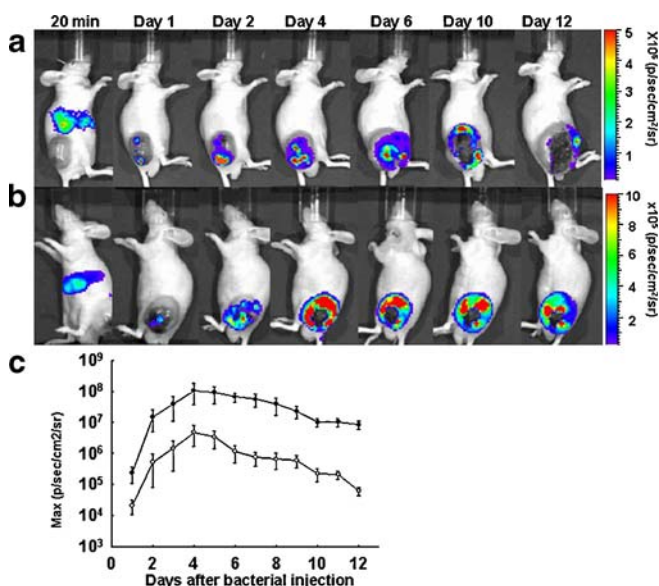 20 min Day 1 Day 2 Day 4 Day 6 Day 10 Day 12
a
5
4
3
2
1
X10⁶ (p/sec/cm²/sr)
b
10
8
6
4
2
x10⁵ (p/sec/cm²/sr)
c
Max (p/sec/cm2/sr)
10⁹
10⁸
10⁷
10⁶
10⁵
10⁴
10³
0 2 4 6 8 10 12
Days after bacterial injection